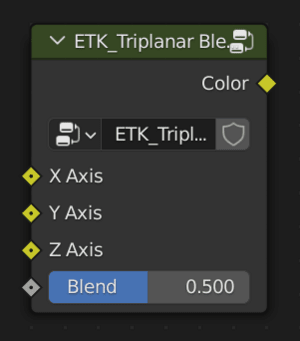 ETK_Triplanar Ble..
Color
ETK_Tripl...
X Axis
Y Axis
Z Axis
Blend 0.500